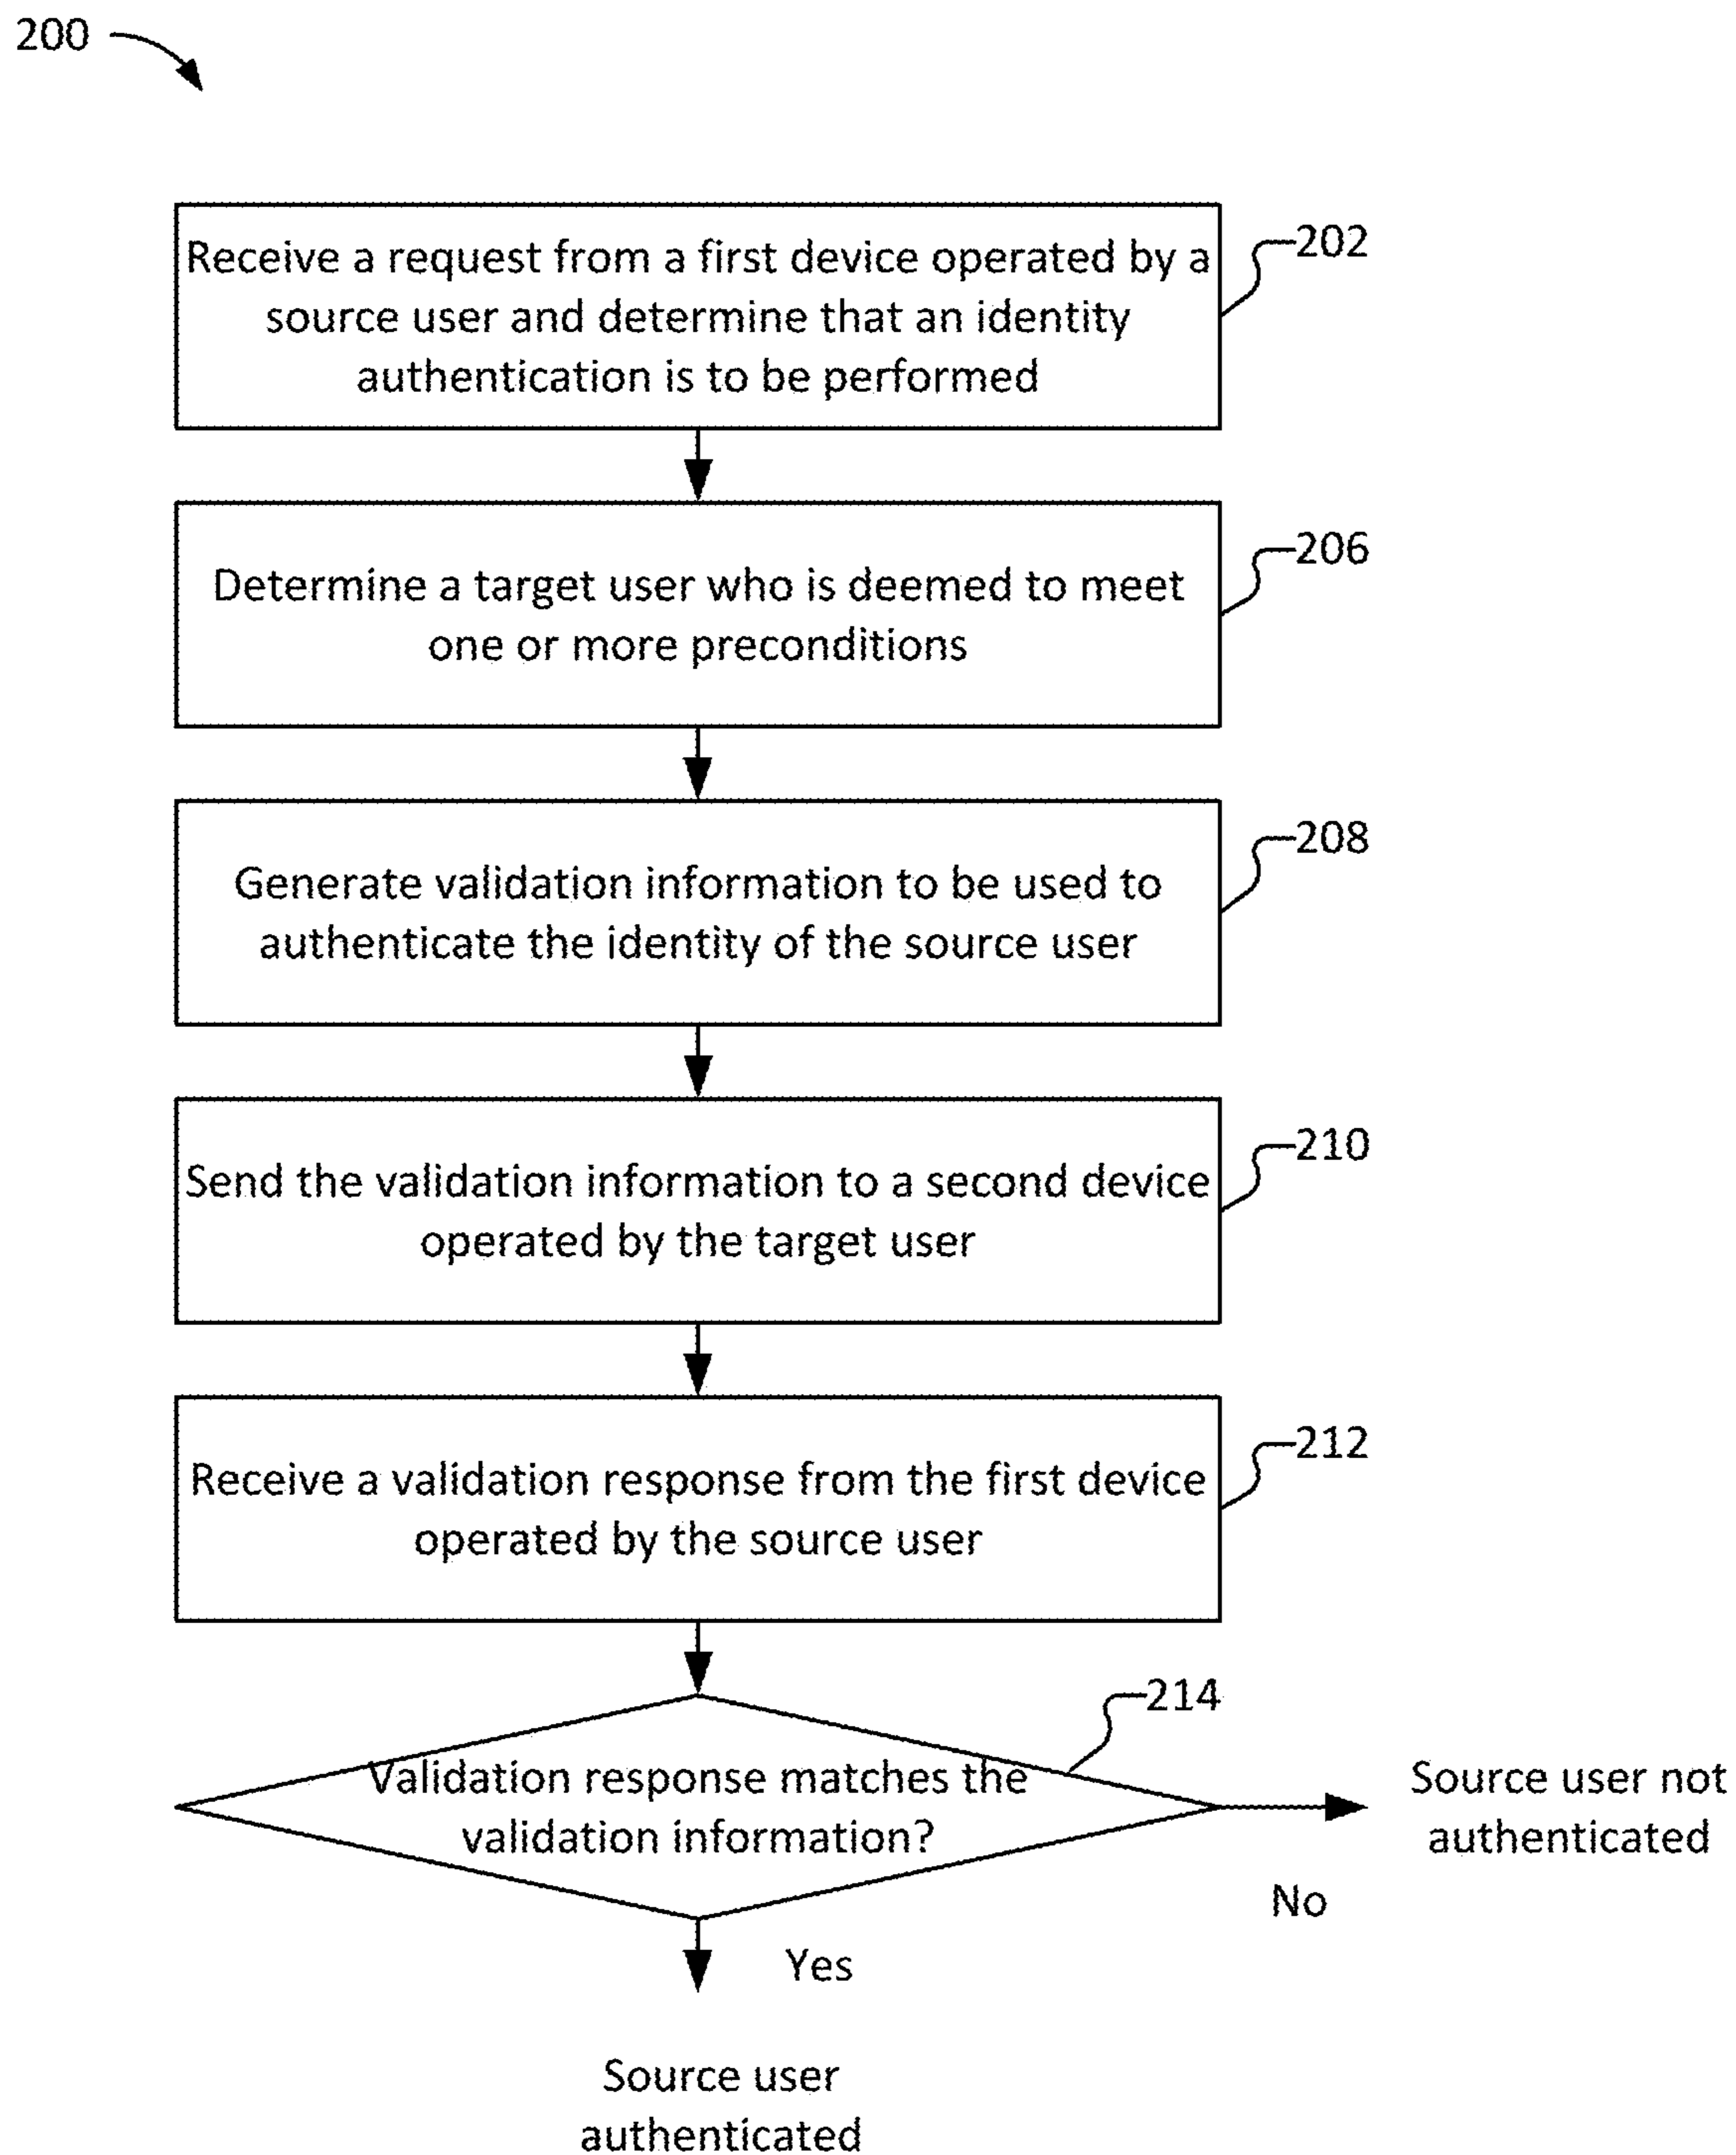 200
Receive a request from a first device operated by a
source user and determine that an identity
authentication is to be performed
202
Determine a target user who is deemed to meet
one or more preconditions
206
Generate validation information to be used to
authenticate the identity of the source user
208
Send the validation information to a second device
operated by the target user
210
Receive a validation response from the first device
operated by the source user
212
214
Validation response matches the
validation information?
Source user not
authenticated
No
Yes
Source user
authenticated